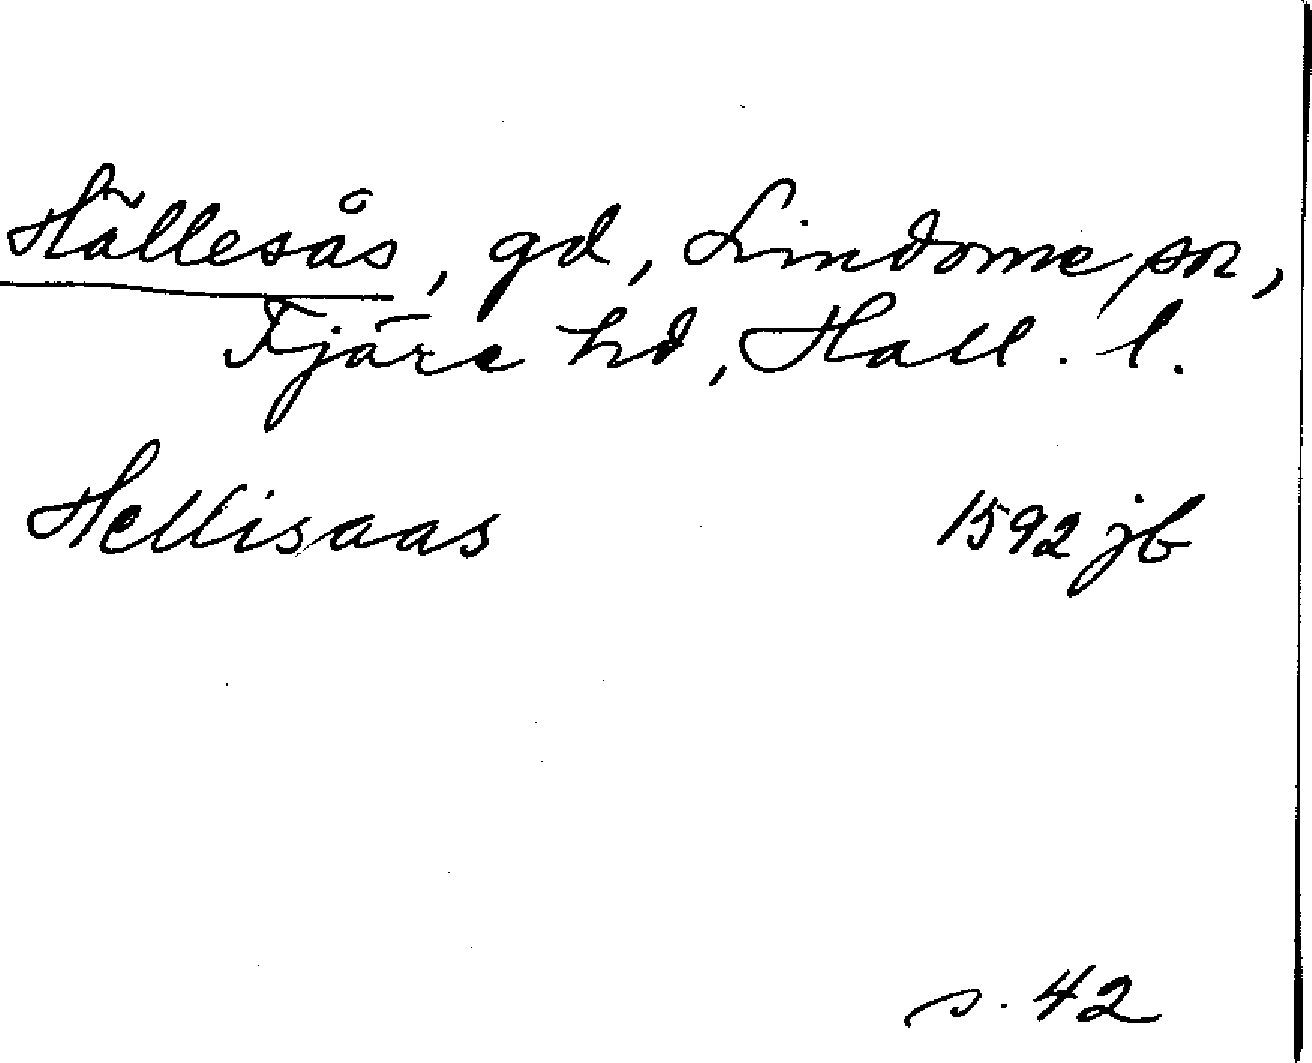 Hällesås, gd, Lindome sn,
Fjäre hd, Hall. l.
Hellisaas 1592 jb
s. 42